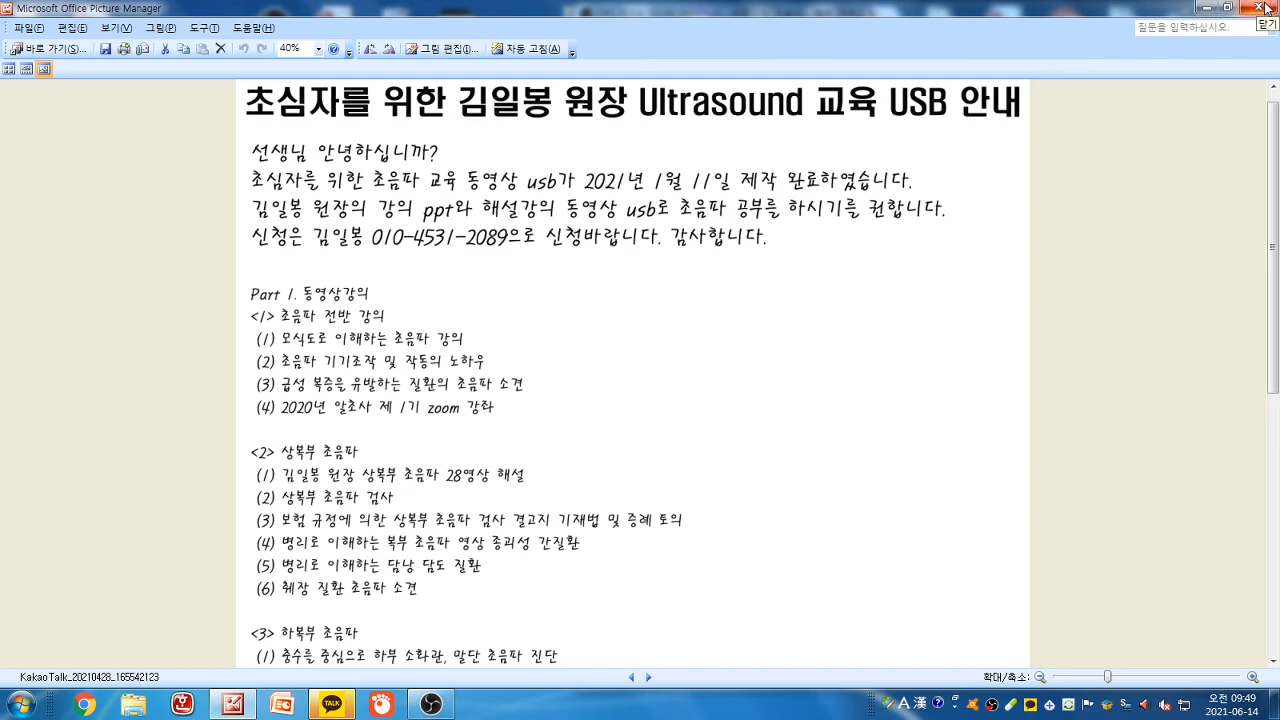 Microsoft Office Picture Manager
파일(F) 편집(E) 보기(V) 그림(P) 도구(T) 도움말(H)
질문을 입력하십시오.
닫기
바로 가기(S)... 40% 그림 편집(I)... 자동 고침(A)
초심자를 위한 김일봉 원장 Ultrasound 교육 USB 안내
선생님 안녕하십니까?
초심자를 위한 초음파 교육 동영상 usb가 2021년 1월 11일 제작 완료하였습니다.
김일봉 원장의 강의 ppt와 해설강의 동영상 usb로 초음파 공부를 하시기를 권합니다.
신청은 김일봉 010-4531-2089으로 신청바랍니다. 감사합니다.
Part 1. 동영상강의
<1> 초음파 전반 강의
(1) 모식도로 이해하는 초음파 강의
(2) 초음파 기기조작 및 작동의 노하우
(3) 급성 복증을 유발하는 질환의 초음파 소견
(4) 2020년 알초사 제 1기 zoom 강좌
<2> 상복부 초음파
(1) 김일봉 원장 상복부 초음파 28영상 해설
(2) 상복부 초음파 검사
(3) 보험 규정에 의한 상복부 초음파 검사 결고지 기재법 및 증례 토의
(4) 병리로 이해하는 복부 초음파 영상 종괴성 간질환
(5) 병리로 이해하는 담낭 담도 질환
(6) 췌장 질환 초음파 소견
<3> 하복부 초음파
(1) 충수를 중심으로 하부 소화관, 말단 초음파 진단
KakaoTalk_20210428_165542123
확대/축소:
TALK
A 漢
오전 09:49
2021-06-14